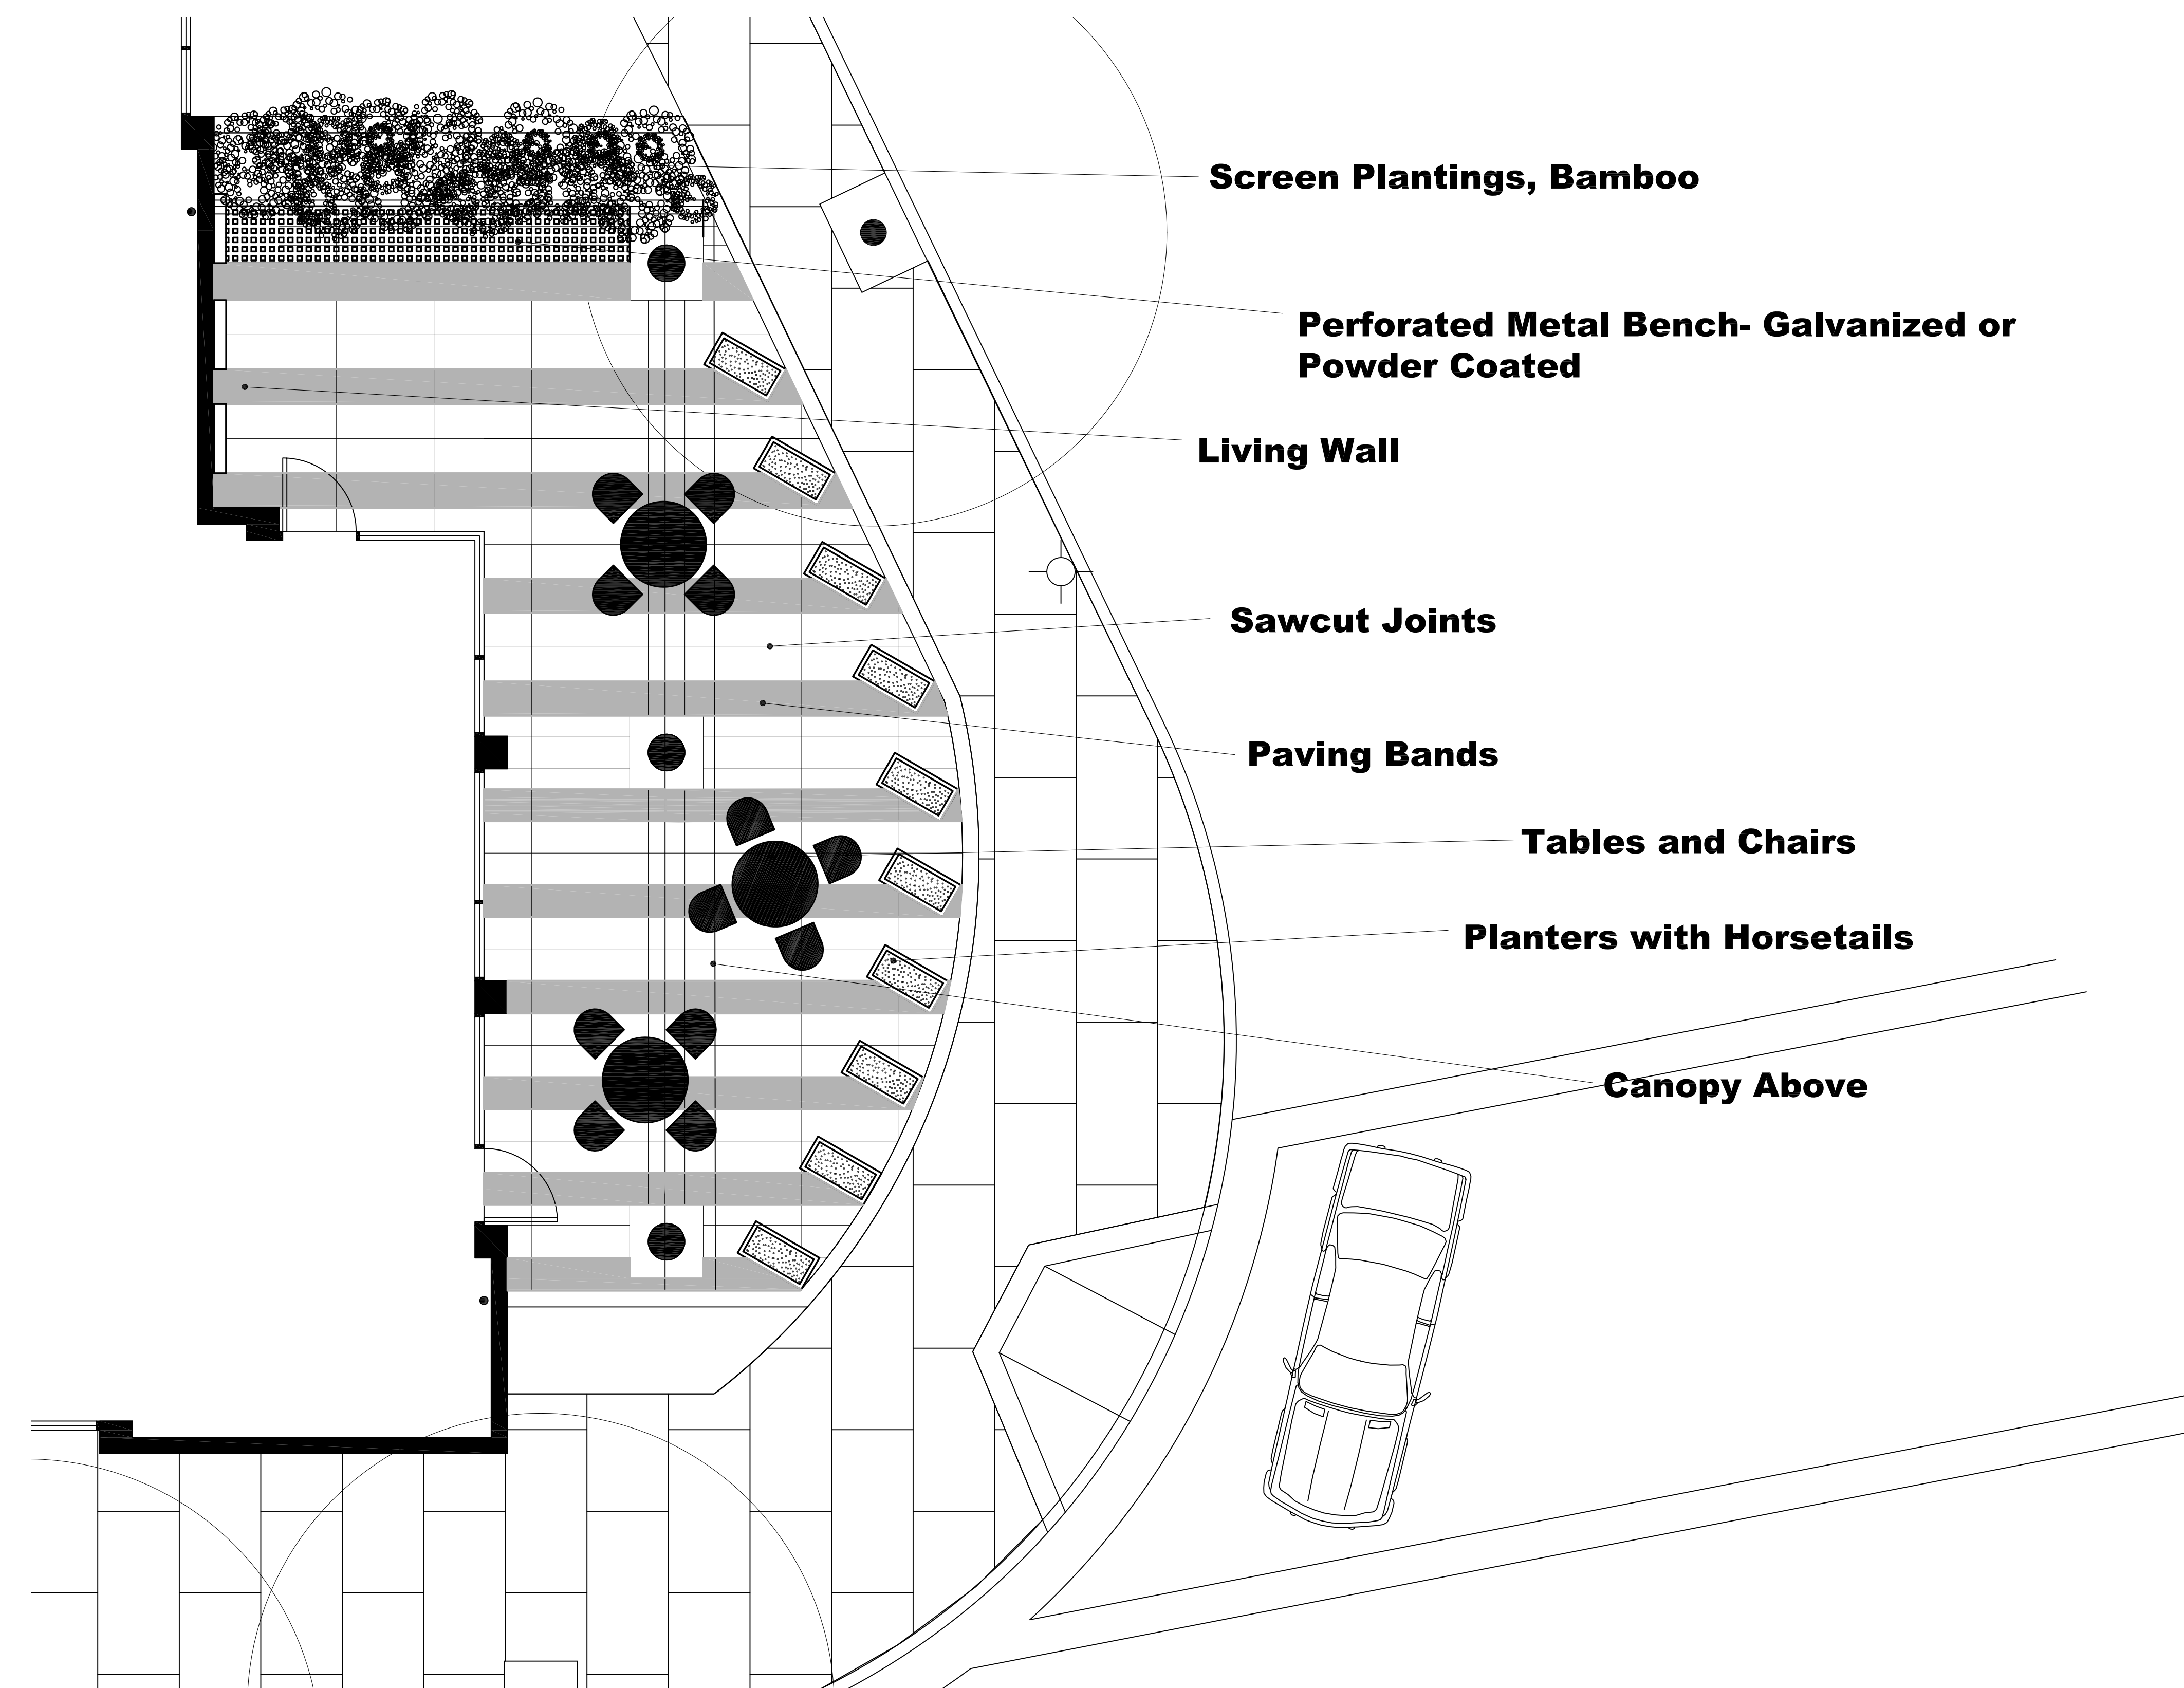 Screen Plantings, Bamboo
Perforated Metal Bench- Galvanized or
Powder Coated
Living Wall
Sawcut Joints
Paving Bands
Tables and Chairs
Planters with Horsetails
Canopy Above